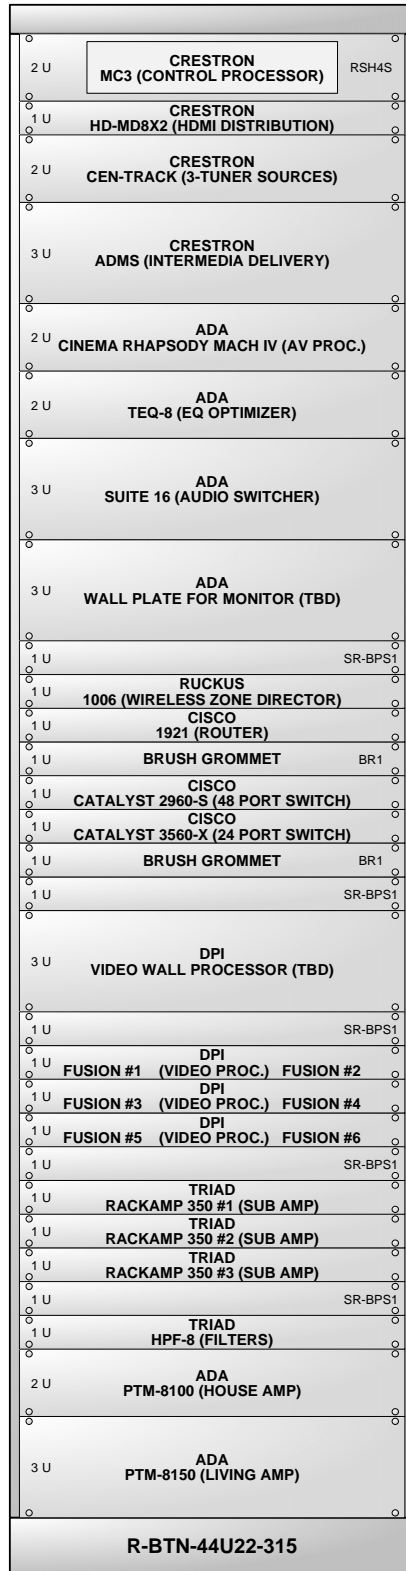 2 U CRESTRON RSH4S
MC3 (CONTROL PROCESSOR)
1 U CRESTRON
HD-MD8X2 (HDMI DISTRIBUTION)
2 U CRESTRON
CEN-TRACK (3-TUNER SOURCES)
3 U CRESTRON
ADMS (INTERMEDIA DELIVERY)
2 U ADA
CINEMA RHAPSODY MACH IV (AV PROC.)
2 U ADA
TEQ-8 (EQ OPTIMIZER)
3 U ADA
SUITE 16 (AUDIO SWITCHER)
3 U ADA
WALL PLATE FOR MONITOR (TBD)
1 U SR-BPS1
1 U RUCKUS
1006 (WIRELESS ZONE DIRECTOR)
1 U CISCO
1921 (ROUTER)
1 U BRUSH GROMMET BR1
1 U CISCO
CATALYST 2960-S (48 PORT SWITCH)
1 U CISCO
CATALYST 3560-X (24 PORT SWITCH)
1 U BRUSH GROMMET BR1
1 U SR-BPS1
3 U DPI
VIDEO WALL PROCESSOR (TBD)
1 U SR-BPS1
1 U DPI
FUSION #1 (VIDEO PROC.) FUSION #2
1 U DPI
FUSION #3 (VIDEO PROC.) FUSION #4
1 U DPI
FUSION #5 (VIDEO PROC.) FUSION #6
1 U SR-BPS1
1 U TRIAD
RACKAMP 350 #1 (SUB AMP)
1 U TRIAD
RACKAMP 350 #2 (SUB AMP)
1 U TRIAD
RACKAMP 350 #3 (SUB AMP)
1 U SR-BPS1
1 U TRIAD
HPF-8 (FILTERS)
2 U ADA
PTM-8100 (HOUSE AMP)
3 U ADA
PTM-8150 (LIVING AMP)
R-BTN-44U22-315